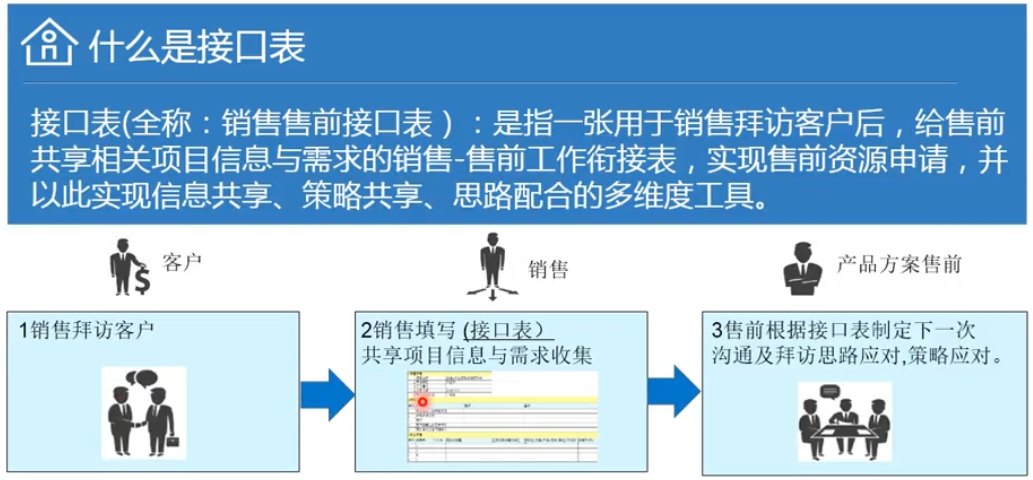 什么是接口表
接口表(全称：销售售前接口表）：是指一张用于销售拜访客户后，给售前
共享相关项目信息与需求的销售-售前工作衔接表，实现售前资源申请，并
以此实现信息共享、策略共享、思路配合的多维度工具。
客户
销售
产品方案售前
1销售拜访客户
2销售填写 (接口表）
共享项目信息与需求收集
3售前根据接口表制定下一次
沟通及拜访思路应对,策略应对。